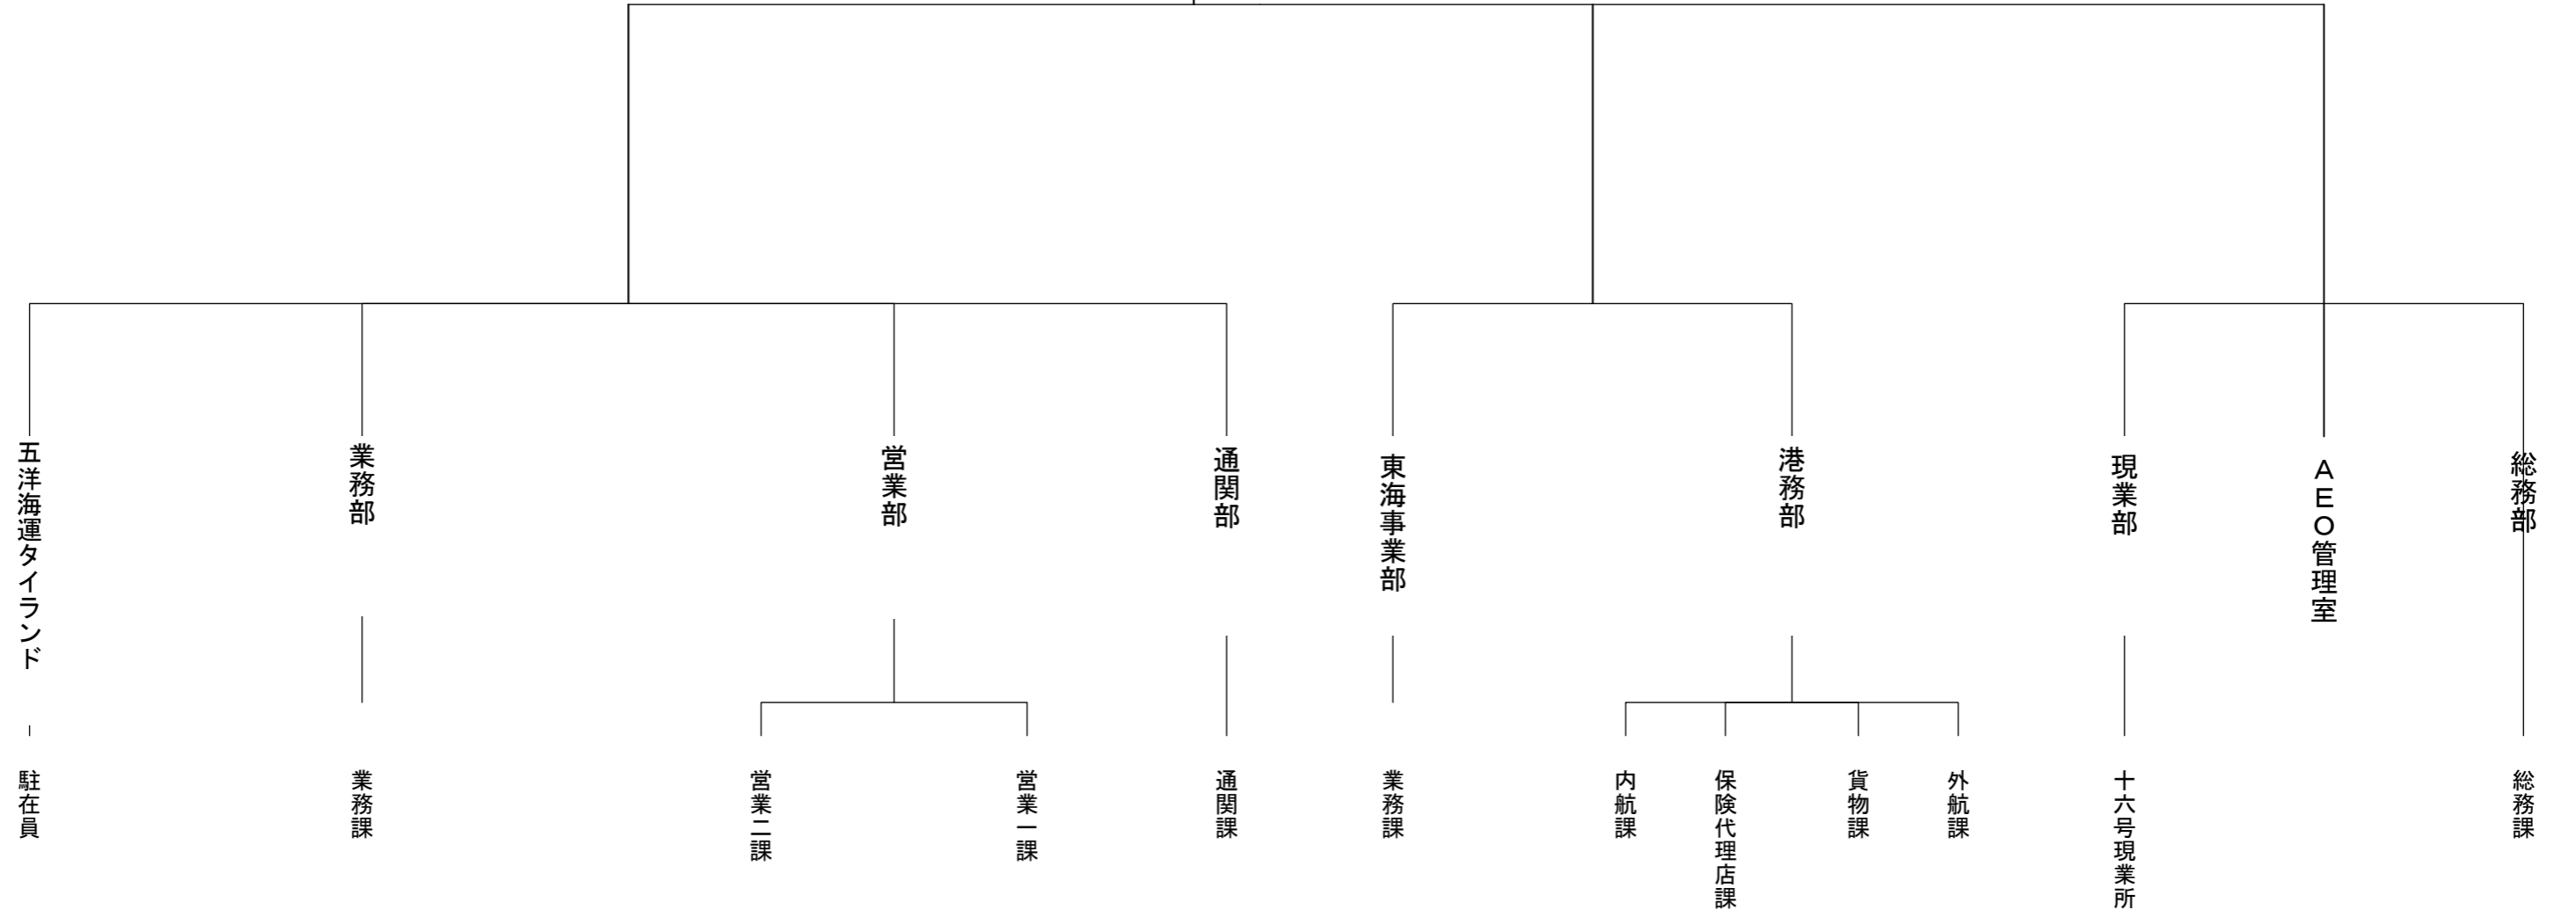 総務部
AEO管理室
現業部
港務部
東海事業部
通関部
営業部
業務部
五洋海運タイランド
総務課
十六号現業所
外航課
貨物課
保険代理店課
内航課
業務課
通関課
営業一課
営業二課
業務課
駐在員